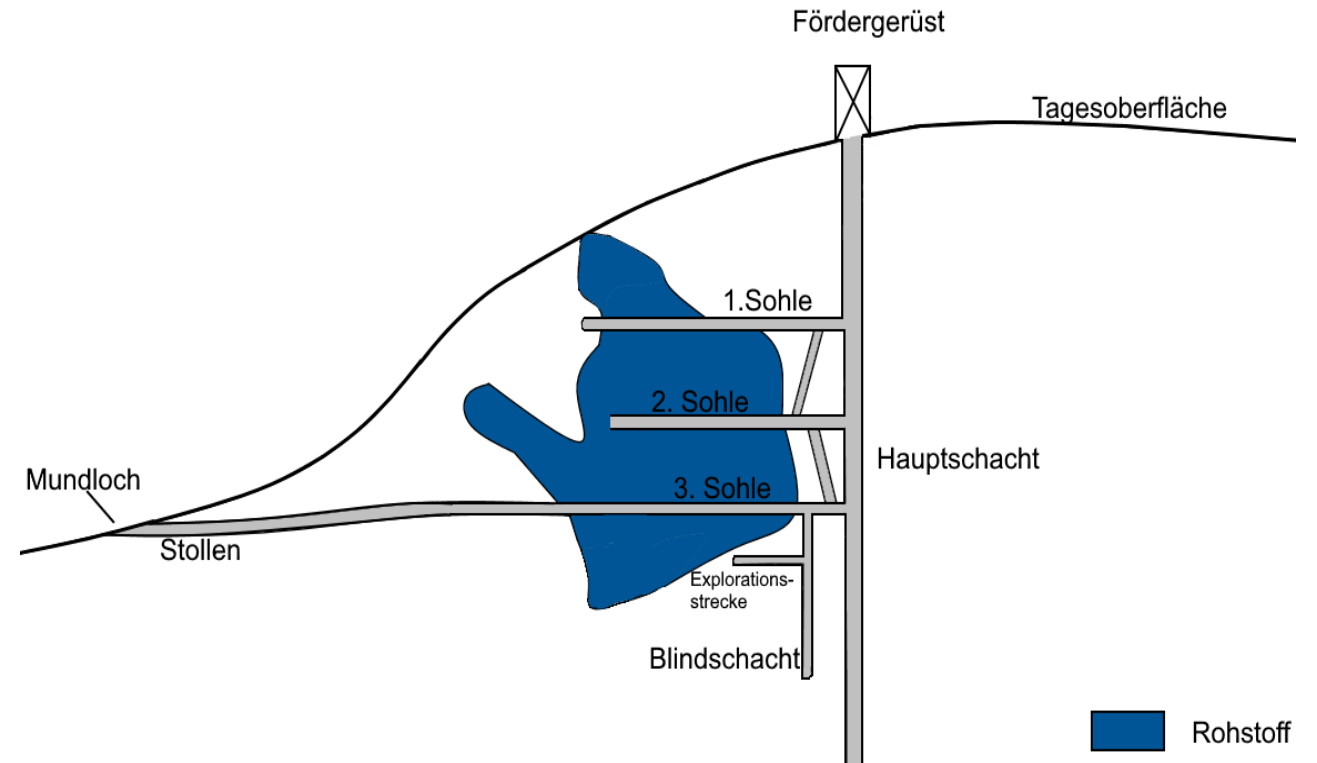 Fördergerüst
Tagesoberfläche
1.Sohle
2. Sohle
Hauptschacht
Mundloch
3. Sohle
Stollen
Explorations-
strecke
Blindschacht
Rohstoff